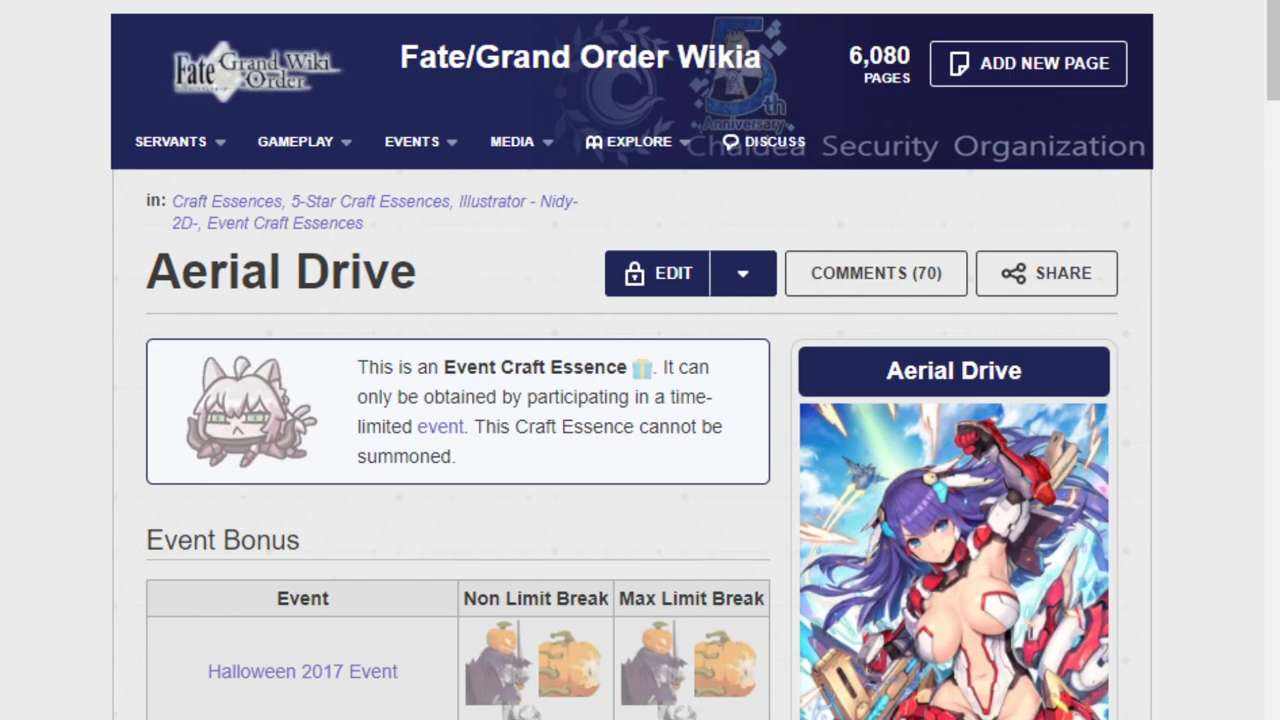 Fate Grand Wiki
Order
Fate/Grand Order Wikia
6,080
PAGES
ADD NEW PAGE
5th
Anniversary
SERVANTS
GAMEPLAY
EVENTS
MEDIA
EXPLORE
DISCUSS
Chaldea Security Organization
in: Craft Essences, 5-Star Craft Essences, Illustrator - Nidy-
2D-, Event Craft Essences
Aerial Drive
EDIT
COMMENTS (70)
SHARE
This is an Event Craft Essence. It can
only be obtained by participating in a time-
limited event. This Craft Essence cannot be
summoned.
Aerial Drive
Event Bonus
Event Non Limit Break Max Limit Break
Halloween 2017 Event